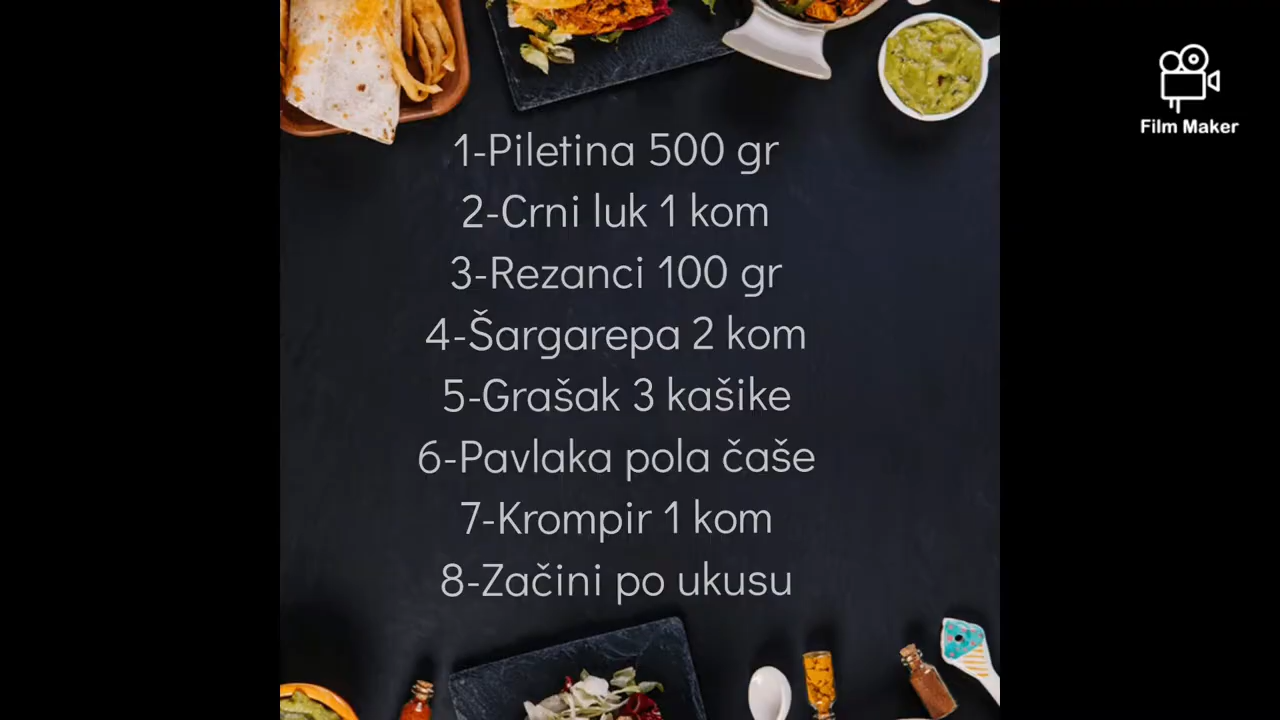 Film Maker
1-Piletina 500 gr
2-Crni luk 1 kom
3-Rezanci 100 gr
4-Šargarepa 2 kom
5-Grašak 3 kašike
6-Pavlaka pola čaše
7-Krompir 1 kom
8-Začini po ukusu